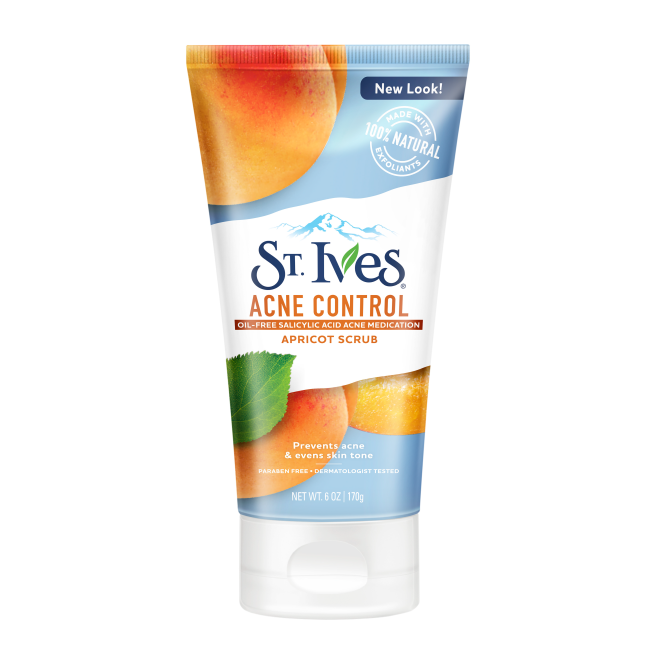 New Look!
MADE WITH
100% NATURAL
EXFOLIANTS
ST. IVES®
ACNE CONTROL
OIL-FREE SALICYLIC ACID ACNE MEDICATION
APRICOT SCRUB
Prevents acne
& evens skin tone
PARABEN FREE • DERMATOLOGIST TESTED
NET WT. 6 OZ | 170g